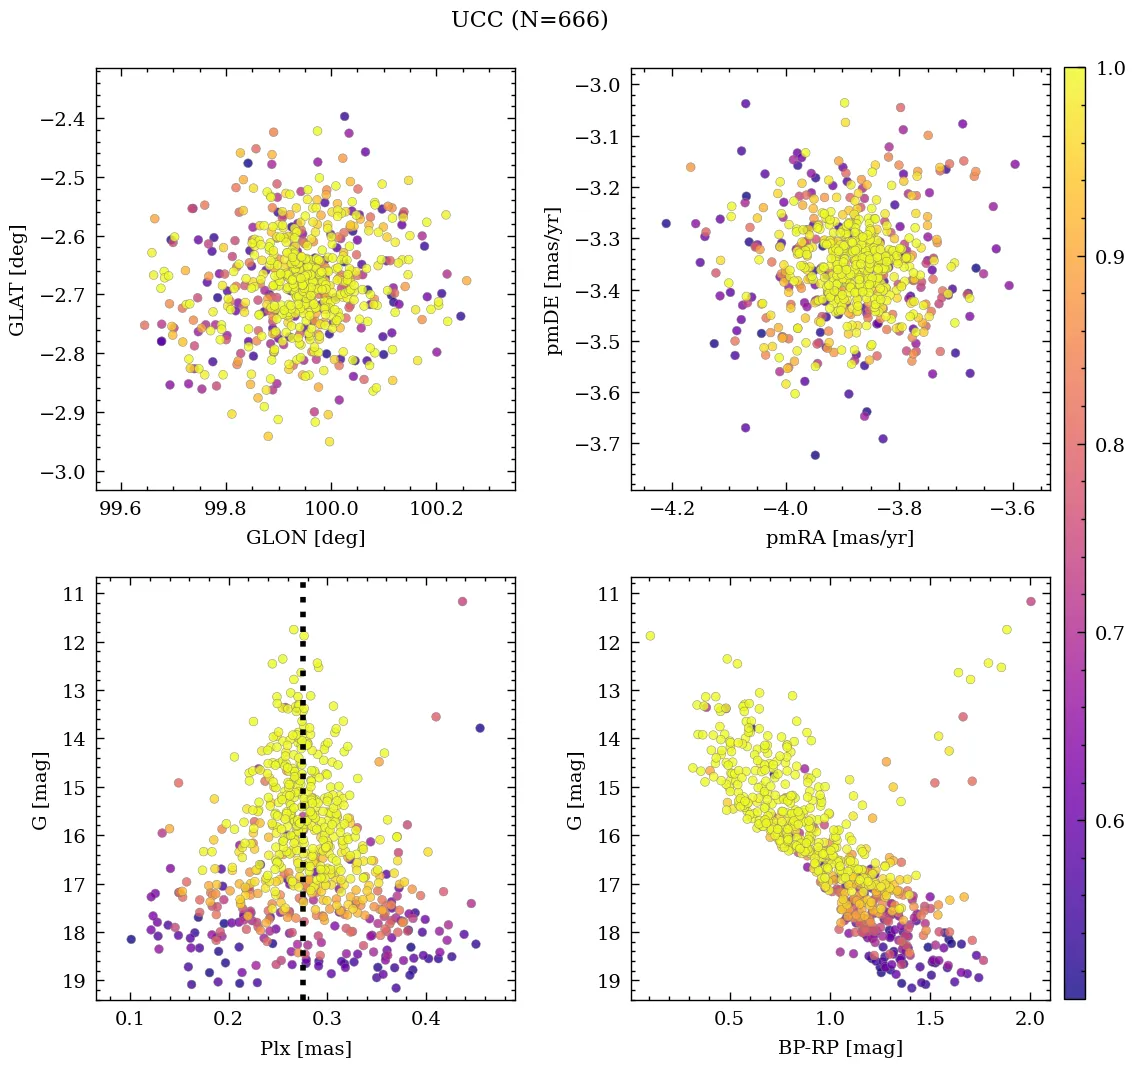 UCC (N=666)
−2.4
−2.5
−2.6
−2.7
−2.8
−2.9
−3.0
GLAT [deg]
99.6 99.8 100.0 100.2
GLON [deg]
−3.0
−3.1
−3.2
−3.3
−3.4
−3.5
−3.6
−3.7
pmDE [mas/yr]
−4.2 −4.0 −3.8 −3.6
pmRA [mas/yr]
1.0
0.9
0.8
0.7
0.6
11
12
13
14
15
16
17
18
19
G [mag]
0.1 0.2 0.3 0.4
Plx [mas]
11
12
13
14
15
16
17
18
19
G [mag]
0.5 1.0 1.5 2.0
BP-RP [mag]